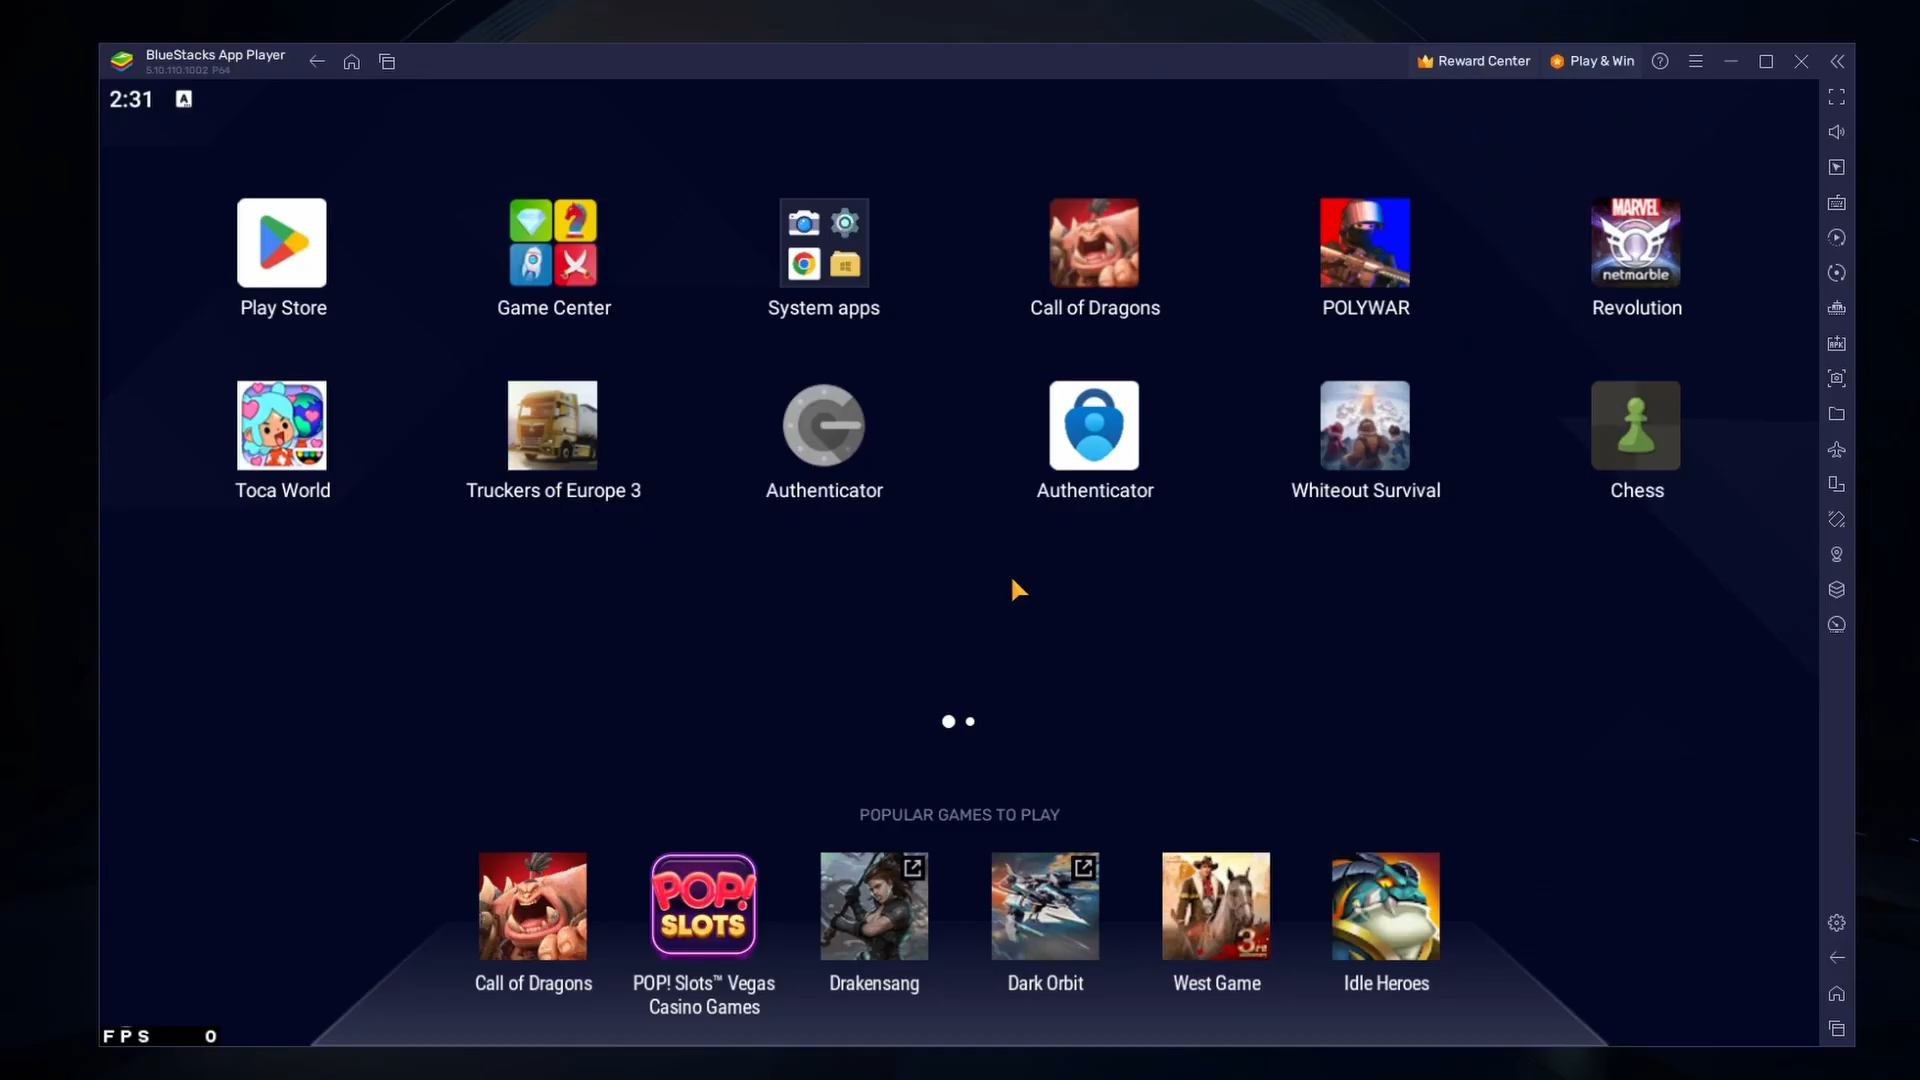 BlueStacks App Player
5.10.110.1002 P64
Reward Center
Play & Win
2:31
A
MARVEL
netmarble
Play Store
Game Center
System apps
Call of Dragons
POLYWAR
Revolution
Toca World
Truckers of Europe 3
Authenticator
Authenticator
Whiteout Survival
Chess
APK
POPULAR GAMES TO PLAY
POP!
SLOTS
3rd
Call of Dragons
POP! Slots™ Vegas
Casino Games
Drakensang
Dark Orbit
West Game
Idle Heroes
FPS 0